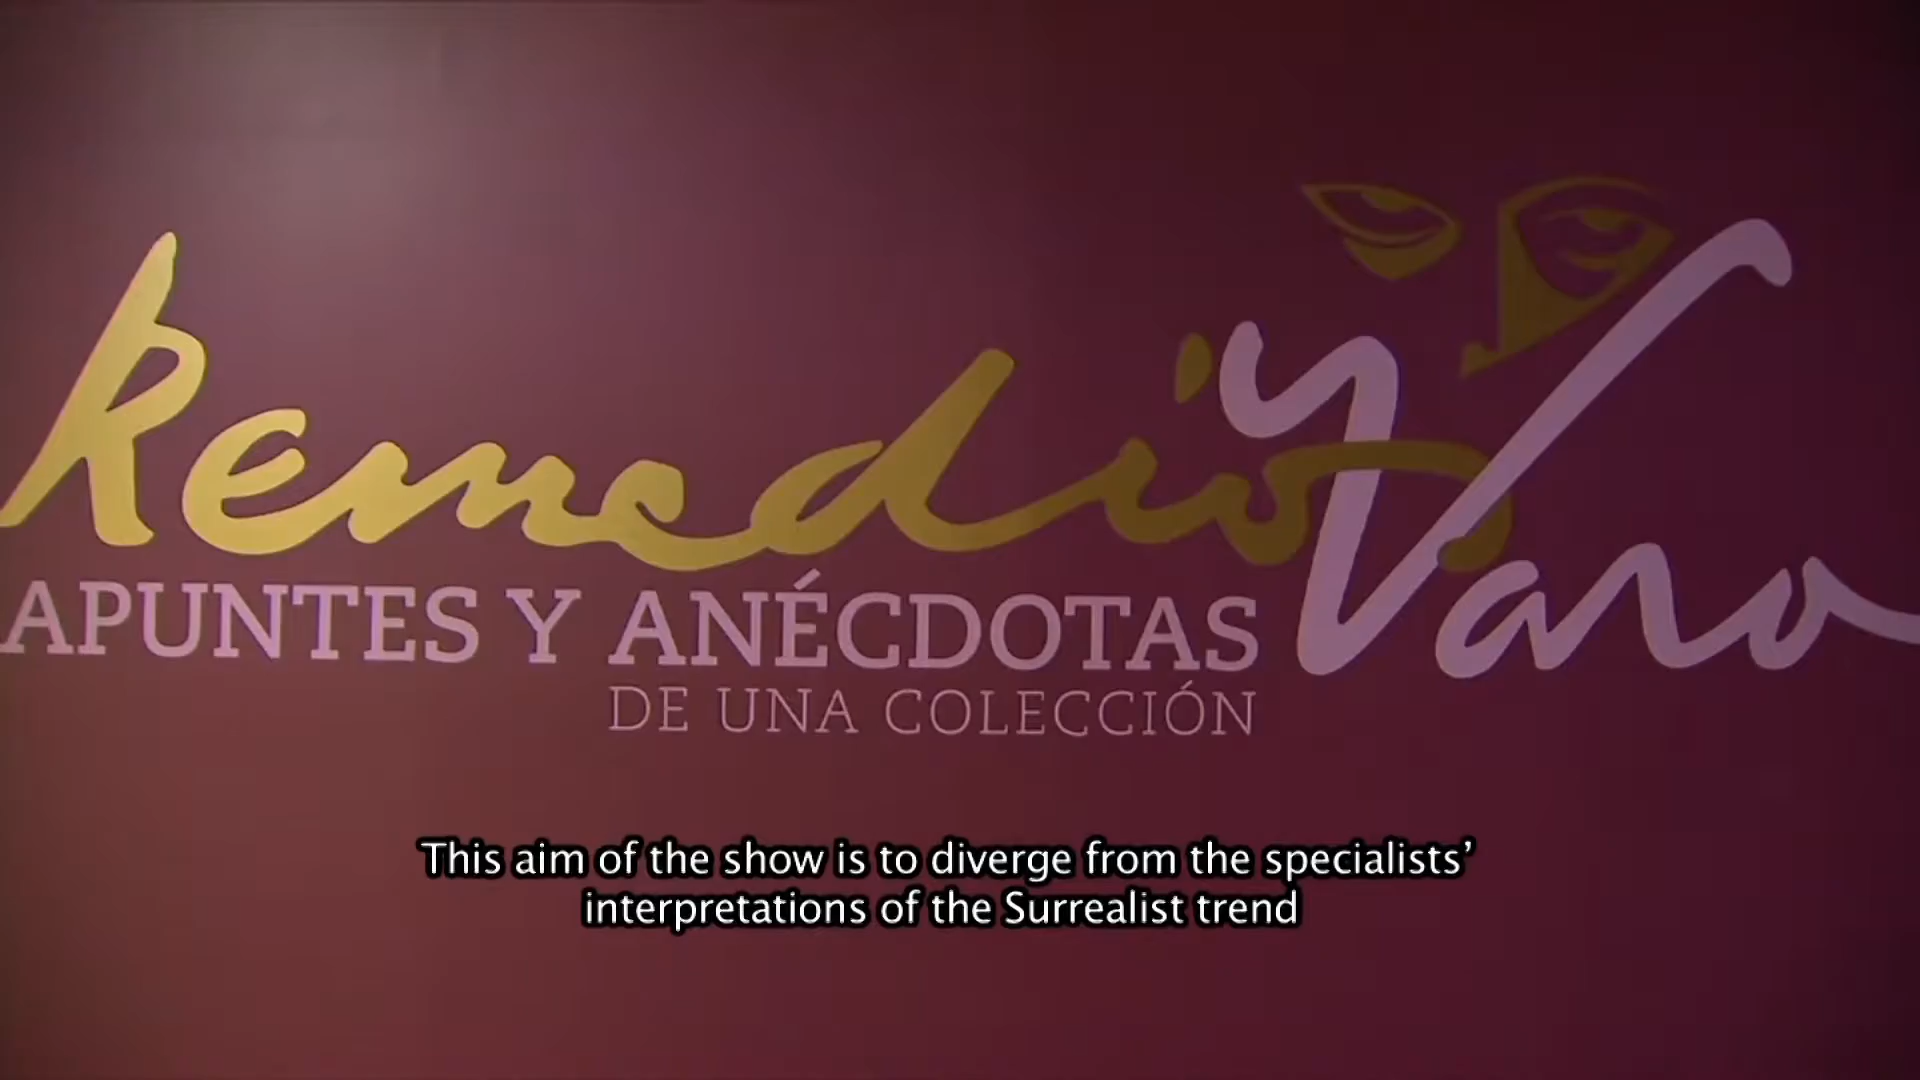 Remedios Varo
APUNTES Y ANÉCDOTAS
DE UNA COLECCIÓN
This aim of the show is to diverge from the specialists’
interpretations of the Surrealist trend